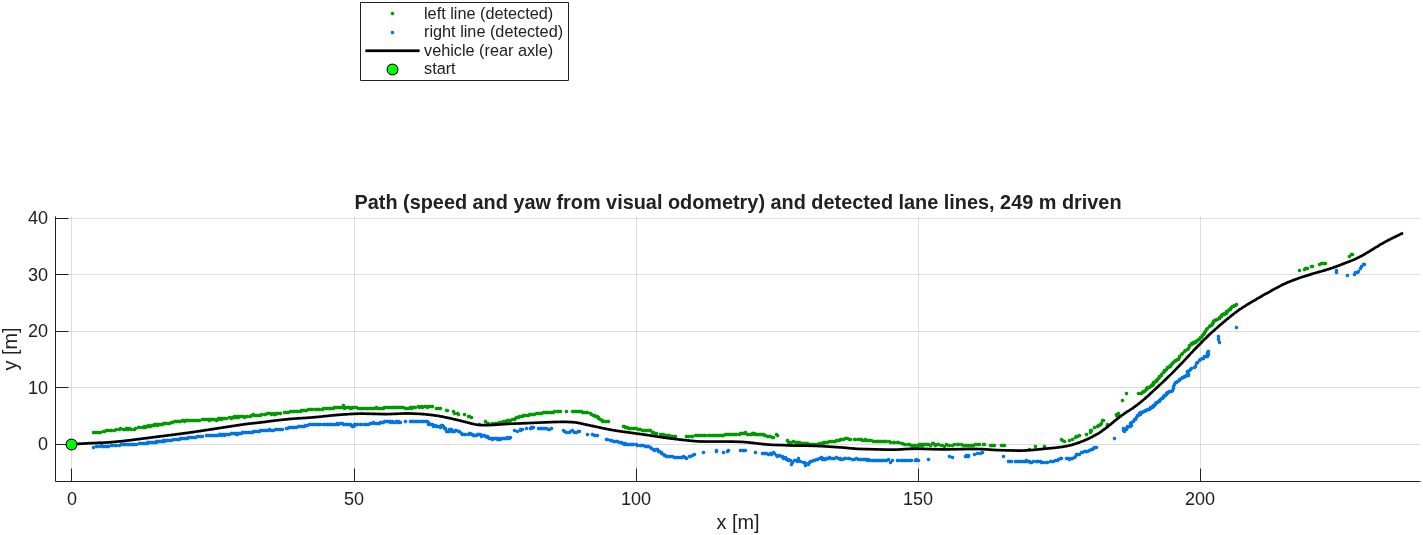 left line (detected)
right line (detected)
vehicle (rear axle)
start
Path (speed and yaw from visual odometry) and detected lane lines, 249 m driven
40
30
20
10
0
y [m]
0 50 100 150 200
x [m]